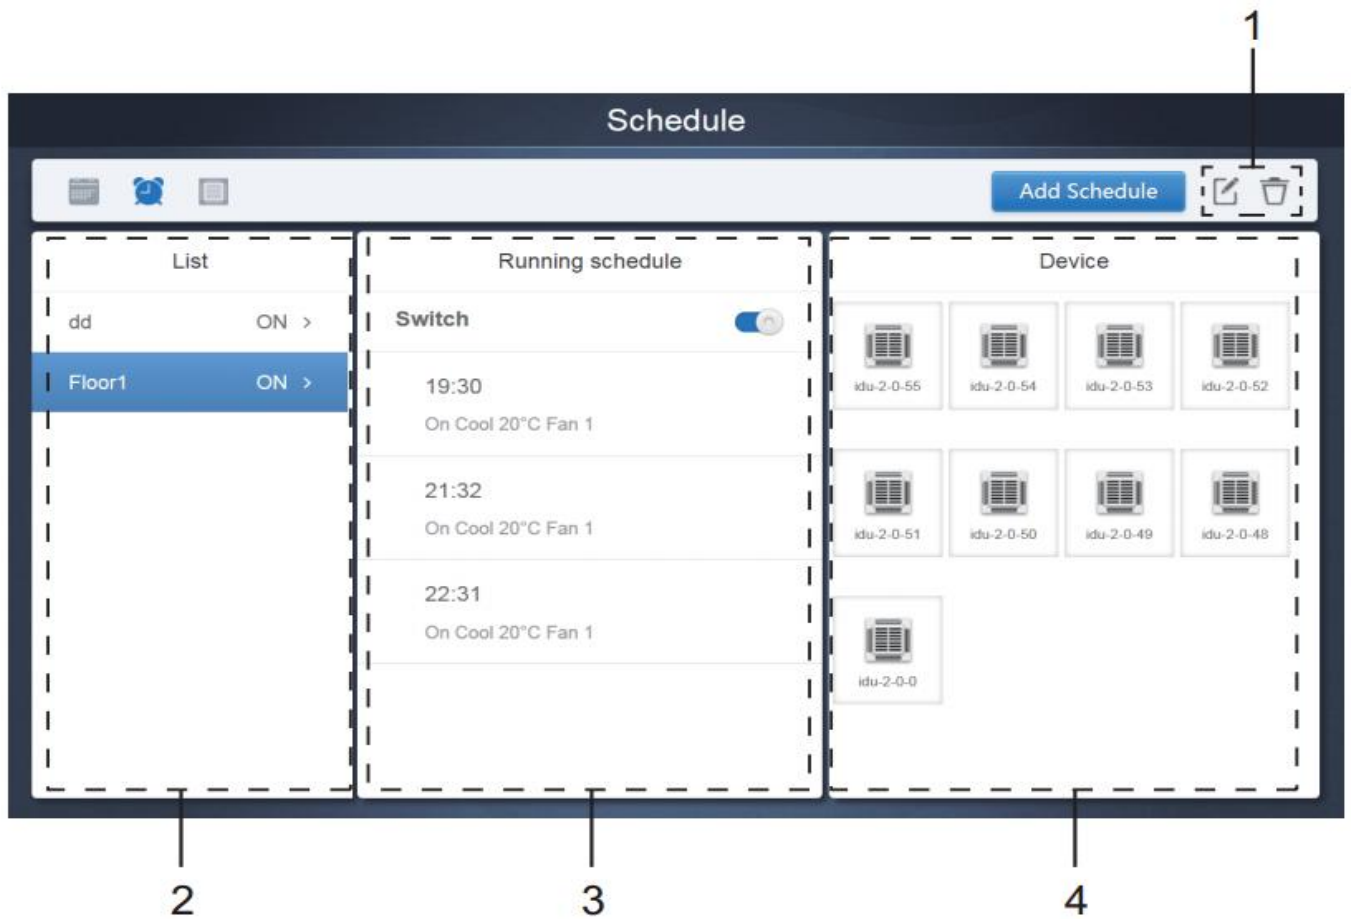 1
Schedule
Add Schedule
List
Running schedule
Device
dd ON >
Switch
Floor1 ON >
19:30
On Cool 20°C Fan 1
21:32
On Cool 20°C Fan 1
22:31
On Cool 20°C Fan 1
idu-2-0-55 idu-2-0-54 idu-2-0-53 idu-2-0-52
idu-2-0-51 idu-2-0-50 idu-2-0-49 idu-2-0-48
idu-2-0-0
2 3 4